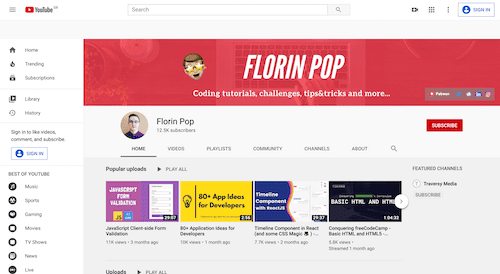 YouTube
Search
SIGN IN
Home
Trending
Subscriptions
Library
History
Sign in to like videos,
comment, and subscribe.
SIGN IN
BEST OF YOUTUBE
Music
Sports
Gaming
Movies
TV Shows
News
Live
FLORIN POP
Coding tutorials, challenges, tips&tricks and more...
Patreon
Florin Pop
12.5K subscribers
SUBSCRIBE
HOME VIDEOS PLAYLISTS COMMUNITY CHANNELS ABOUT
Popular uploads PLAY ALL
JAVASCRIPT
FORM
VALIDATION
29:07
JavaScript Client-side Form
Validation
11K views • 3 months ago
80+ App Ideas for
Developers
2:56
80+ Application Ideas for
Developers
10K views • 1 month ago
Timeline
Component
with
ReactJS
29:37
Timeline Component in React
(and some CSS Magic
) -...
7.7K views • 2 months ago
BASIC HTML AND HTML5
1:04:32
Conquering freeCodeCamp -
Basic HTML and HTML5 -...
5.8K views •
Streamed 1 month ago
FEATURED CHANNELS
Traversy Media
SUBSCRIBE
Uploads PLAY ALL